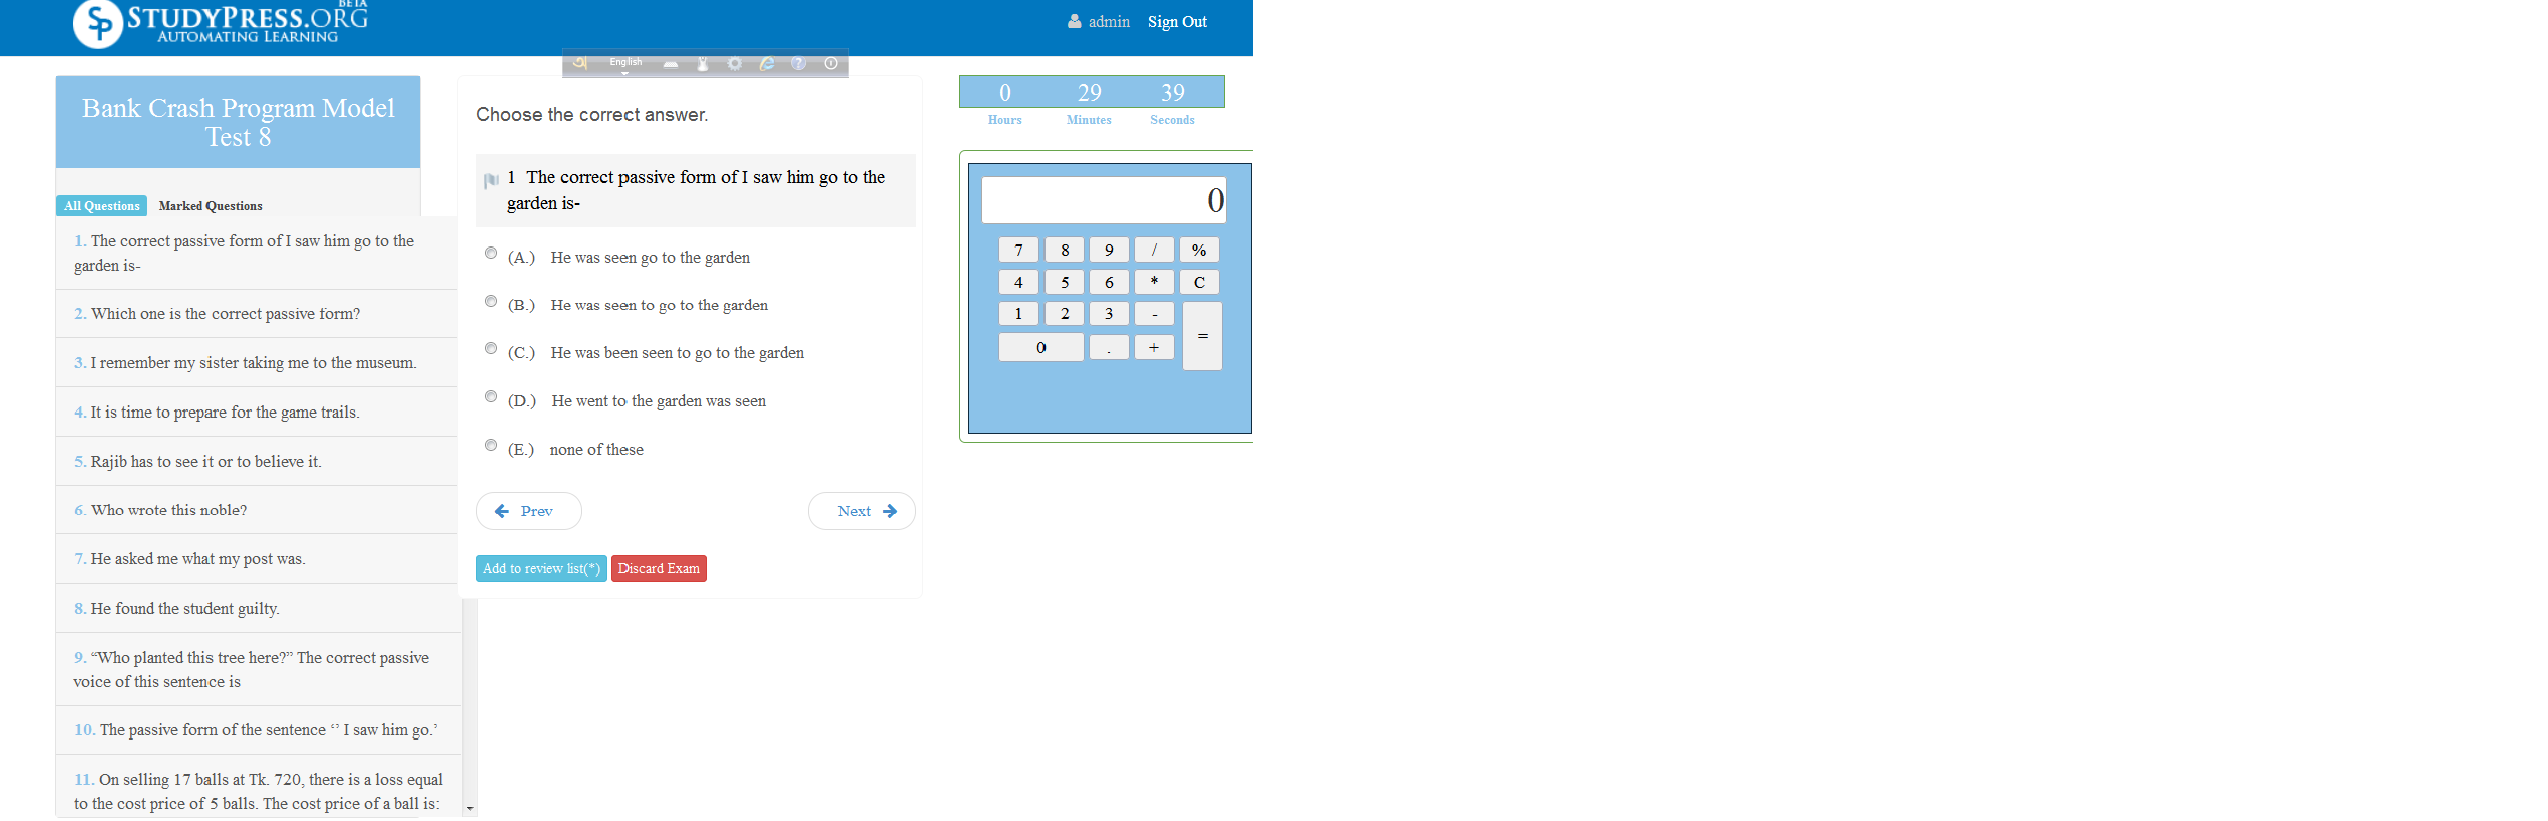 BETA
STUDYPRESS.ORG
AUTOMATING LEARNING
admin Sign Out
English
Bank Crash Program Model
Test 8
All Questions Marked Questions
1. The correct passive form of I saw him go to the
garden is-
2. Which one is the correct passive form?
3. I remember my sister taking me to the museum.
4. It is time to prepare for the game trails.
5. Rajib has to see it or to believe it.
6. Who wrote this noble?
7. He asked me what my post was.
8. He found the student guilty.
9. “Who planted this tree here?” The correct passive
voice of this sentence is
10. The passive form of the sentence ‘’ I saw him go.’
11. On selling 17 balls at Tk. 720, there is a loss equal
to the cost price of 5 balls. The cost price of a ball is:
Choose the correct answer.
1 The correct passive form of I saw him go to the
garden is-
(A.) He was seen go to the garden
(B.) He was seen to go to the garden
(C.) He was been seen to go to the garden
(D.) He went to the garden was seen
(E.) none of these
Prev Next
Add to review list(*) Discard Exam
0 29 39
Hours Minutes Seconds
0
7 8 9 / %
4 5 6 * C
1 2 3 - =
0 . +